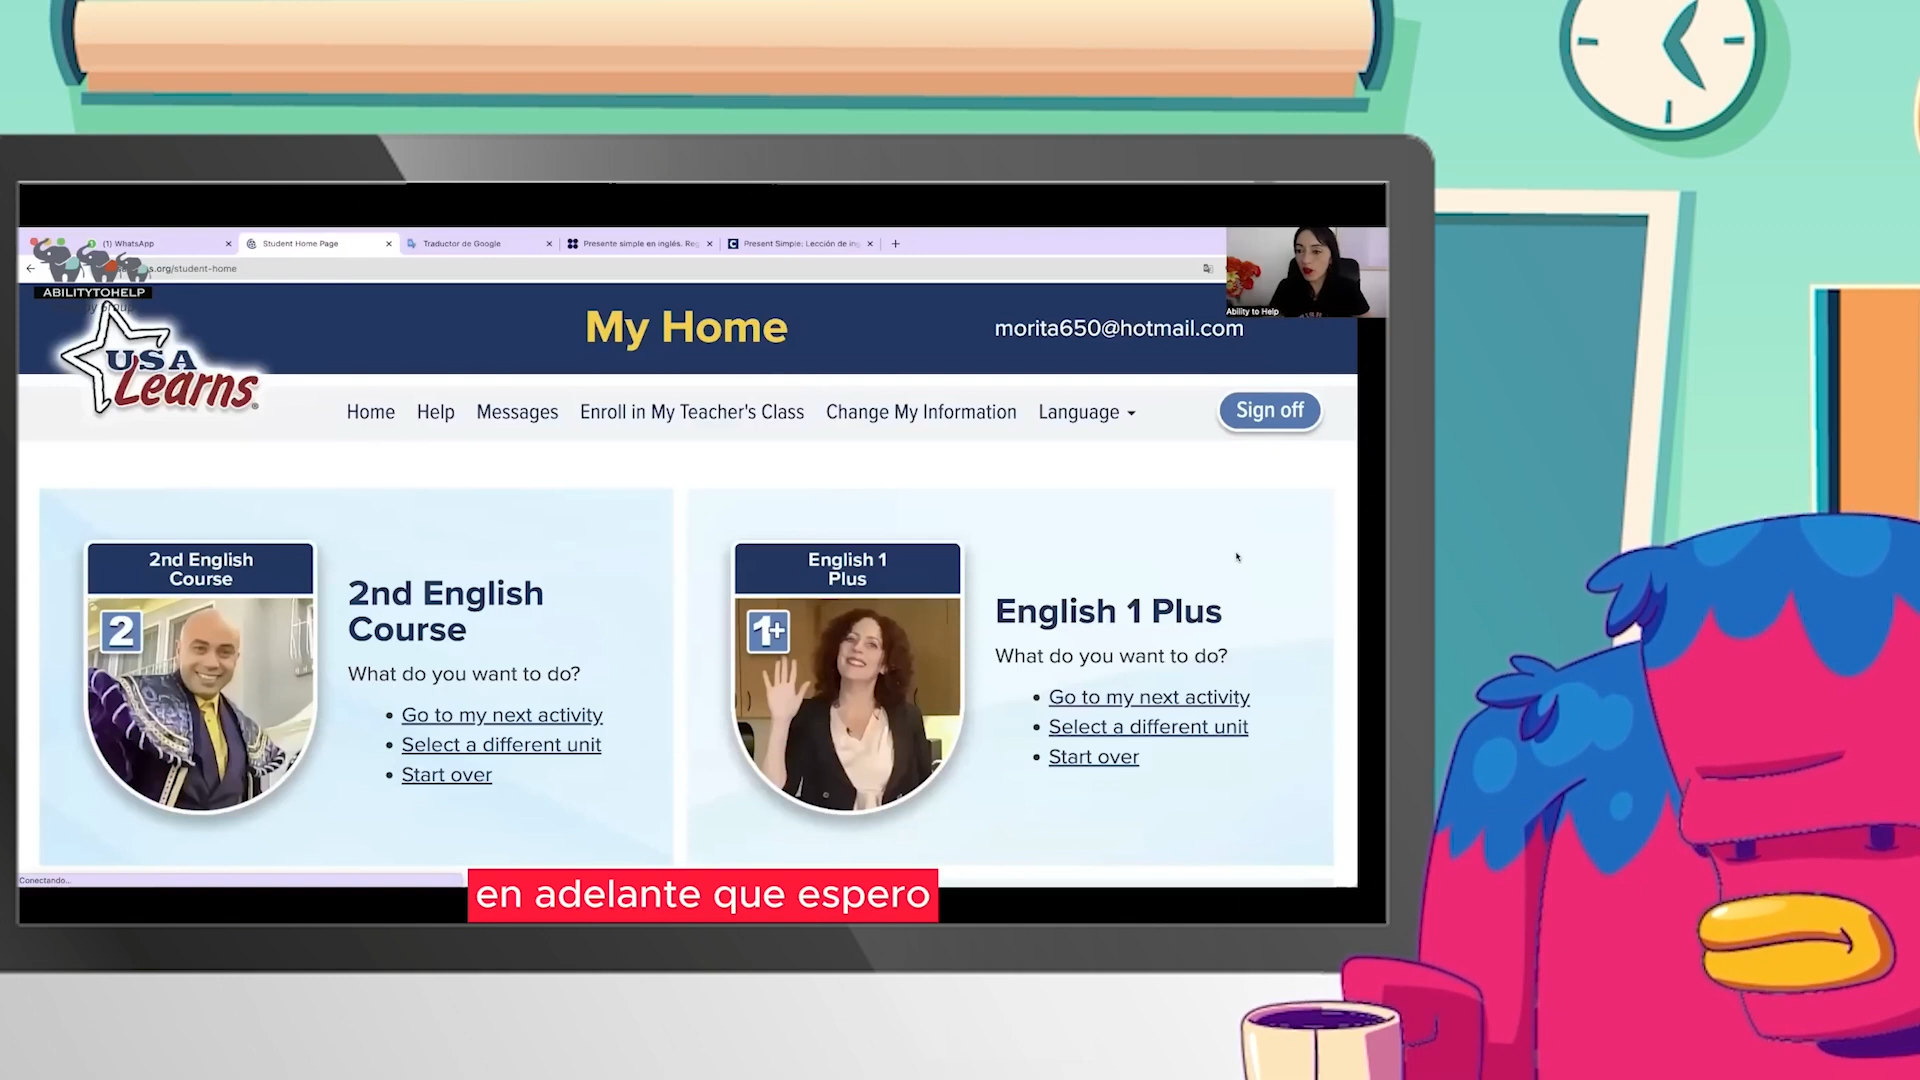 (1) WhatsApp
Student Home Page
Traductor de Google
Presente simple en inglés. Reg
Present Simple: Lección de ing
s.org/student-home
ABILITYTOHELP
Ability to Help
USA
Learns
My Home
morita650@hotmail.com
Home Help Messages Enroll in My Teacher's Class Change My Information Language
Sign off
2nd English
Course
2
2nd English
Course
What do you want to do?
Go to my next activity
Select a different unit
Start over
English 1
Plus
1+
English 1 Plus
What do you want to do?
Go to my next activity
Select a different unit
Start over
Conectando...
en adelante que espero